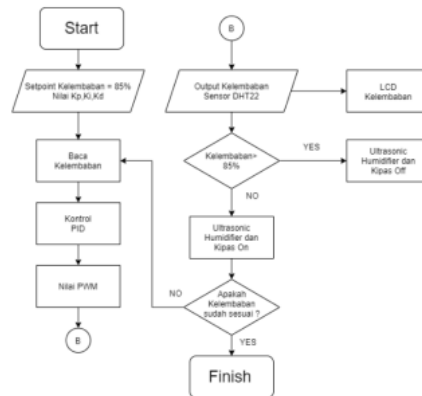 Start
Setpoint Kelembaban = 85%
Nilai Kp,Ki,Kd
Baca
Kelembaban
Kontrol
PID
Nilai PWM
B
B
Output Kelembaban
Sensor DHT22
LCD
Kelembaban
Kelembaban>
85%
YES
Ultrasonic
Humidifier dan
Kipas Off
NO
Ultrasonic
Humidifier dan
Kipas On
Apakah
Kelembaban
sudah sesuai ?
NO
YES
Finish